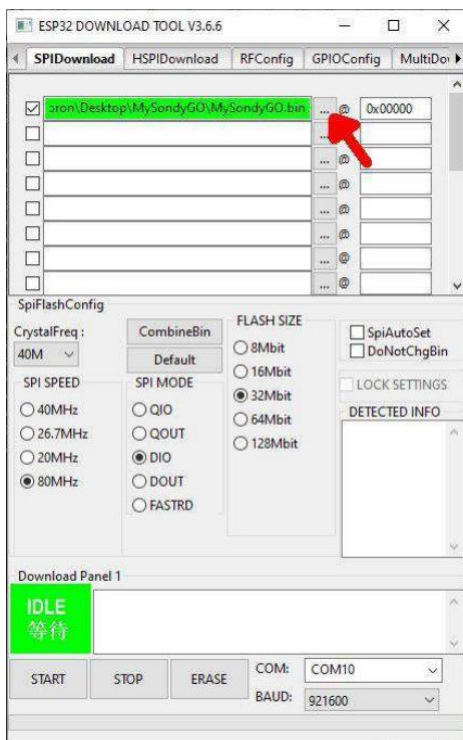 ESP32 DOWNLOAD TOOL V3.6.6
SPIDownload HSPIDownload RFConfig GPIOConfig MultiDo
oron\Desktop\MySondyGO\MySondyGO.bin ... @ 0x00000
... @
... @
... @
... @
... @
... @
... @
SpiFlashConfig
CrystalFreq :
40M
CombineBin
Default
SPI SPEED
40MHz
26.7MHz
20MHz
80MHz
SPI MODE
QIO
QOUT
DIO
DOUT
FASTRD
FLASH SIZE
8Mbit
16Mbit
32Mbit
64Mbit
128Mbit
SpiAutoSet
DoNotChgBin
LOCK SETTINGS
DETECTED INFO
Download Panel 1
IDLE
等待
START STOP ERASE
COM: COM10
BAUD: 921600